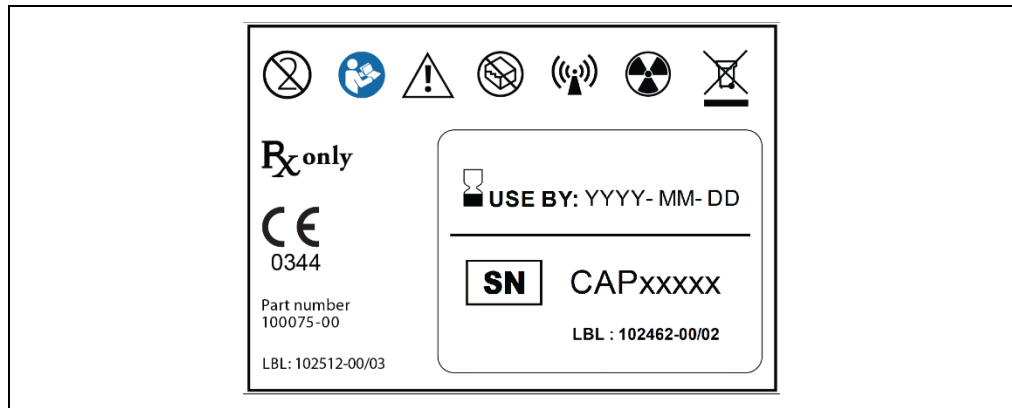 Rx only
CE
0344
Part number
100075-00
LBL: 102512-00/03
USE BY: YYYY- MM- DD
SN CAPxxxxx
LBL : 102462-00/02